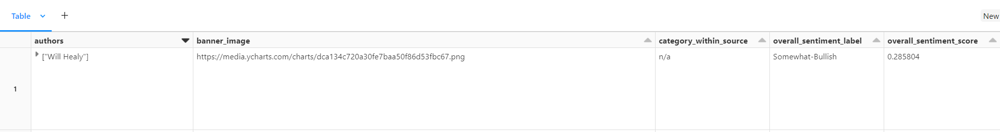 Table
+
New
authors banner_image category_within_source overall_sentiment_label overall_sentiment_score
1 ["Will Healy"] https://media.ycharts.com/charts/dca134c720a30fe7baa50f86d53fbc67.png n/a Somewhat-Bullish 0.285804